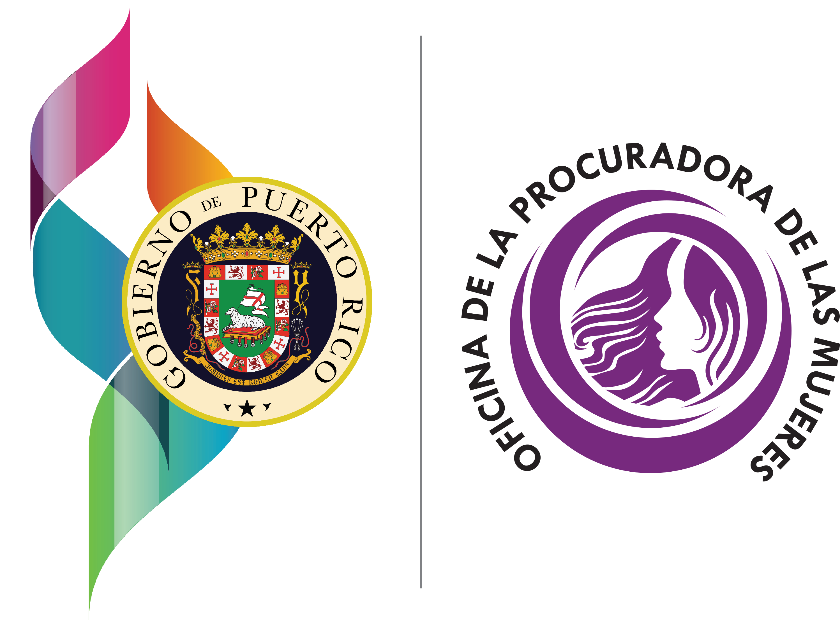 GOBIERNO DE PUERTO RICO
OFICINA DE LA PROCURADORA DE LAS MUJERES